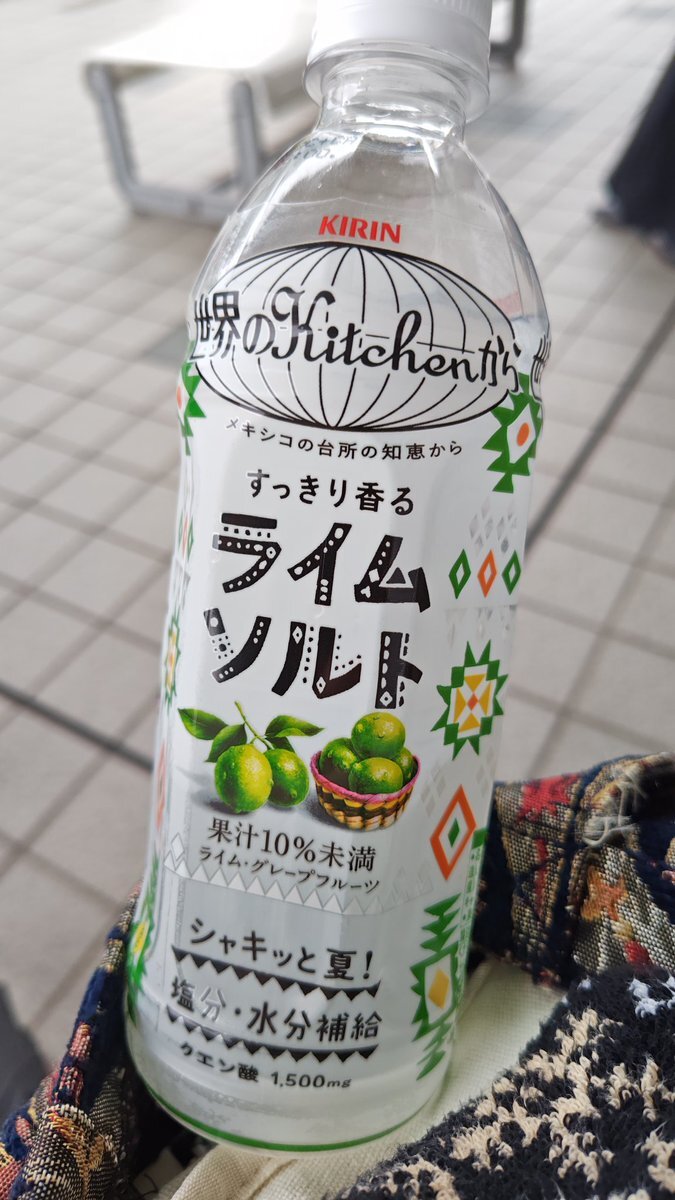 KIRIN
世界のKitchenから
メキシコの台所の知恵から
すっきり香る
ライム
ソルト
果汁10%未満
ライム・グレープフルーツ
シャキッと夏!
塩分・水分補給
クエン酸 1,500mg